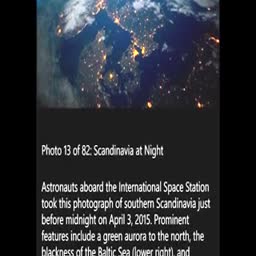 Photo 13 of 82: Scandinavia at Night
Astronauts aboard the International Space Station
took this photograph of southern Scandinavia just
before midnight on April 3, 2015. Prominent
features include a green aurora to the north, the
blackness of the Baltic Sea (lower right), and